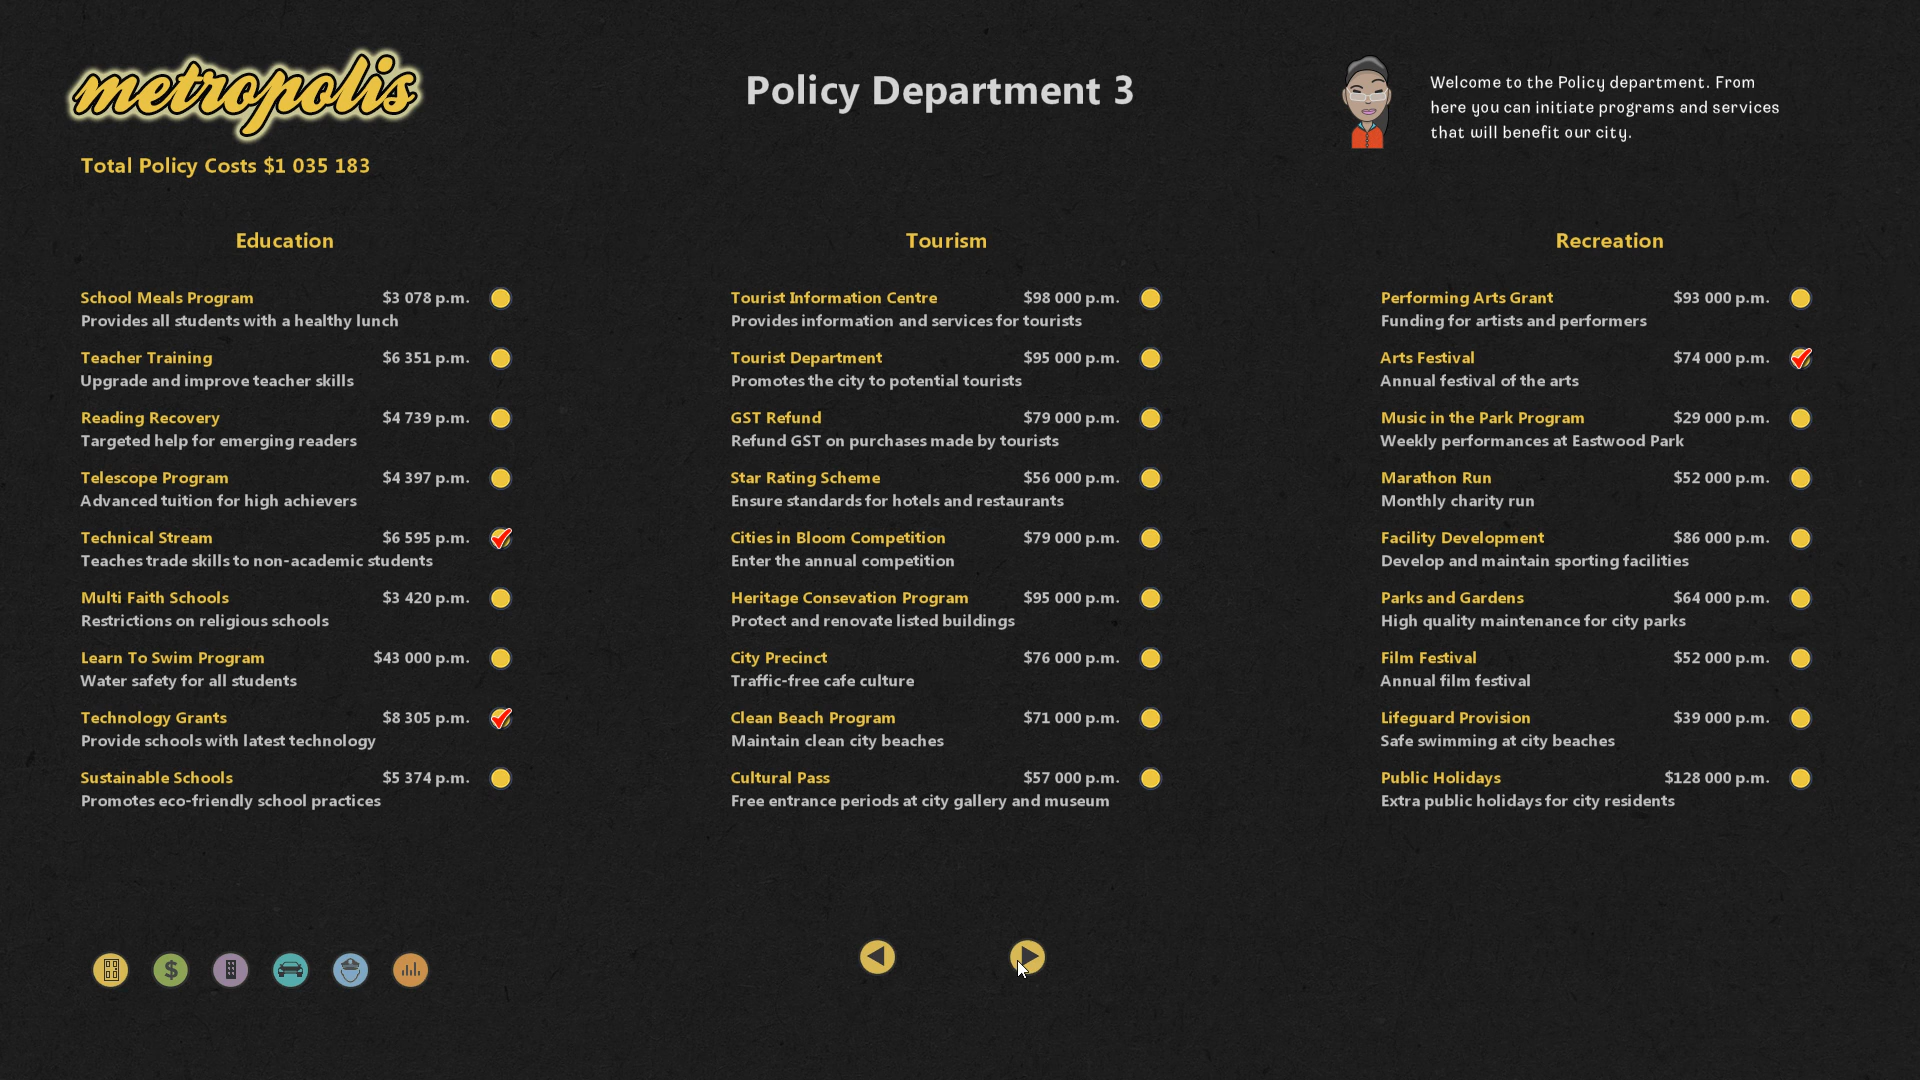 metropolis
Policy Department 3
Welcome to the Policy department. From
here you can initiate programs and services
that will benefit our city.
Total Policy Costs $1 035 183
Education
School Meals Program $3 078 p.m.
Provides all students with a healthy lunch
Teacher Training $6 351 p.m.
Upgrade and improve teacher skills
Reading Recovery $4 739 p.m.
Targeted help for emerging readers
Telescope Program $4 397 p.m.
Advanced tuition for high achievers
Technical Stream $6 595 p.m.
Teaches trade skills to non-academic students
Multi Faith Schools $3 420 p.m.
Restrictions on religious schools
Learn To Swim Program $43 000 p.m.
Water safety for all students
Technology Grants $8 305 p.m.
Provide schools with latest technology
Sustainable Schools $5 374 p.m.
Promotes eco-friendly school practices
Tourism
Tourist Information Centre $98 000 p.m.
Provides information and services for tourists
Tourist Department $95 000 p.m.
Promotes the city to potential tourists
GST Refund $79 000 p.m.
Refund GST on purchases made by tourists
Star Rating Scheme $56 000 p.m.
Ensure standards for hotels and restaurants
Cities in Bloom Competition $79 000 p.m.
Enter the annual competition
Heritage Consevation Program $95 000 p.m.
Protect and renovate listed buildings
City Precinct $76 000 p.m.
Traffic-free cafe culture
Clean Beach Program $71 000 p.m.
Maintain clean city beaches
Cultural Pass $57 000 p.m.
Free entrance periods at city gallery and museum
Recreation
Performing Arts Grant $93 000 p.m.
Funding for artists and performers
Arts Festival $74 000 p.m.
Annual festival of the arts
Music in the Park Program $29 000 p.m.
Weekly performances at Eastwood Park
Marathon Run $52 000 p.m.
Monthly charity run
Facility Development $86 000 p.m.
Develop and maintain sporting facilities
Parks and Gardens $64 000 p.m.
High quality maintenance for city parks
Film Festival $52 000 p.m.
Annual film festival
Lifeguard Provision $39 000 p.m.
Safe swimming at city beaches
Public Holidays $128 000 p.m.
Extra public holidays for city residents
$